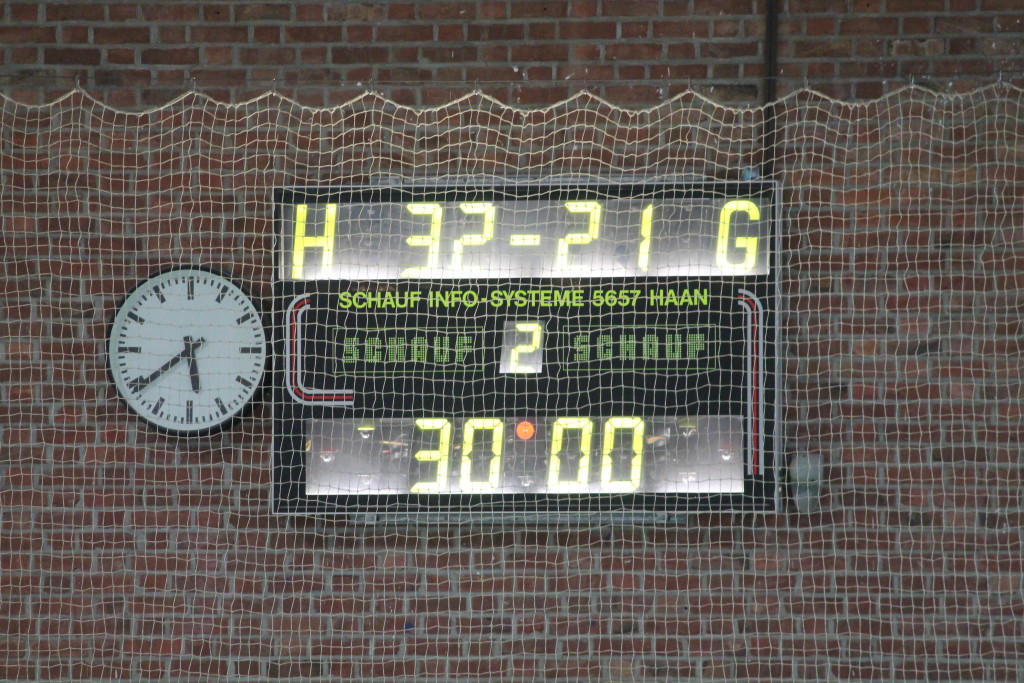 H 32-21 G
SCHAUF INFO-SYSTEME 5657 HAAN
SCHAUF 2 SCHAUF
30:00